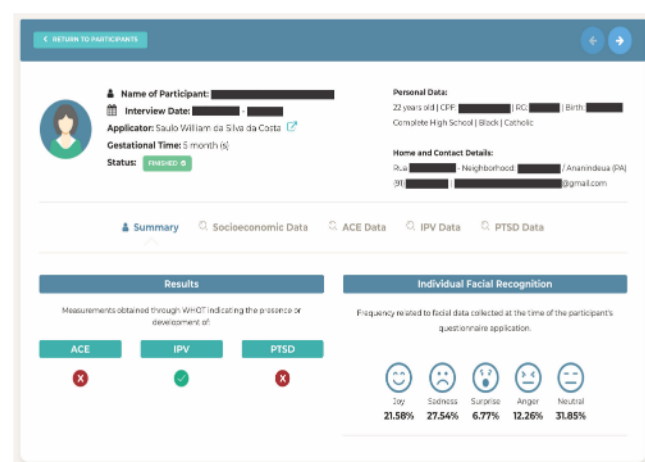 RETURN TO PARTICIPANTS
Name of Participant:
Interview Date: -
Applicator: Saulo William da Silva da Costa
Gestational Time: 5 month (s)
Status: FINISHED
Personal Data:
22 years old | CPF: | RG: | Birth:
Complete High School | Black | Catholic
Home and Contact Details:
Rua - Neighborhood: / Ananindeua (PA)
(91) | @gmail.com
Summary Socioeconomic Data ACE Data IPV Data PTSD Data
Results
Measurements obtained through WHQT indicating the presence or
development of:
ACE IPV PTSD
X X
Individual Facial Recognition
Frequency related to facial data collected at the time of the participant's
questionnaire application.
Joy Sadness Surprise Anger Neutral
21.58% 27.54% 6.77% 12.26% 31.85%